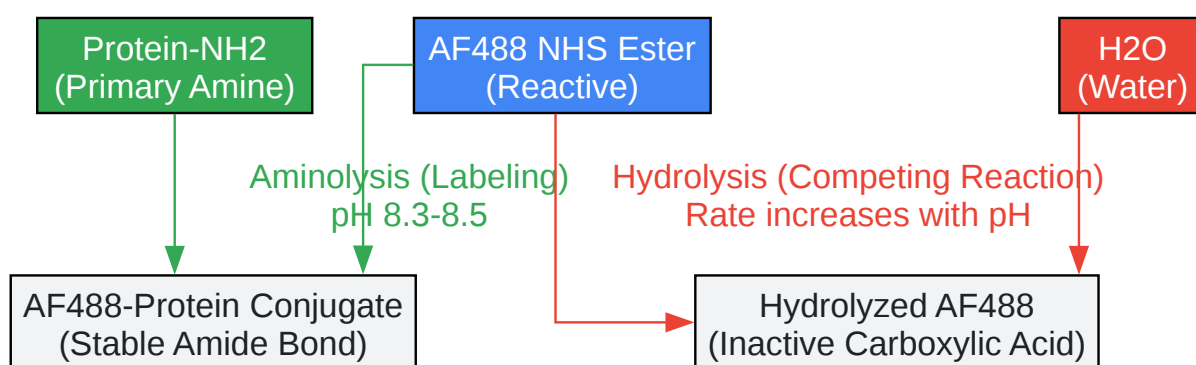 Protein-NH2
(Primary Amine)
AF488 NHS Ester
(Reactive)
H2O
(Water)
Aminolysis (Labeling)
pH 8.3-8.5
Hydrolysis (Competing Reaction)
Rate increases with pH
AF488-Protein Conjugate
(Stable Amide Bond)
Hydrolyzed AF488
(Inactive Carboxylic Acid)